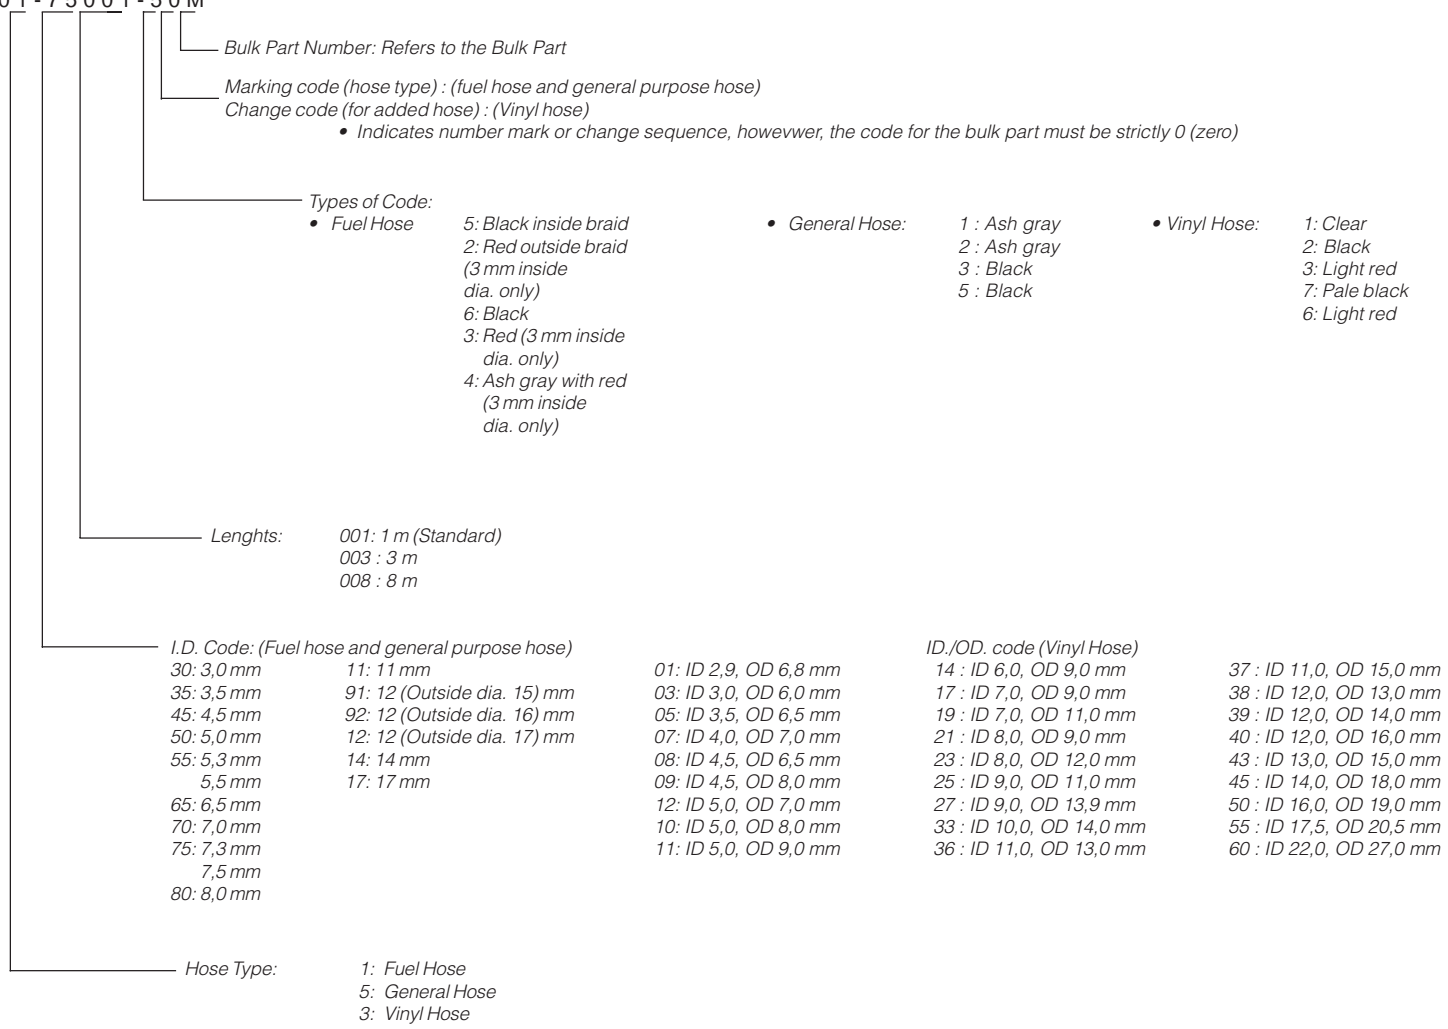 01-75001-50M
Bulk Part Number: Refers to the Bulk Part
Marking code (hose type) : (fuel hose and general purpose hose)
Change code (for added hose) : (Vinyl hose)
• Indicates number mark or change sequence, howevwer, the code for the bulk part must be strictly 0 (zero)
Types of Code:
• Fuel Hose
5: Black inside braid
2: Red outside braid
(3 mm inside
dia. only)
6: Black
3: Red (3 mm inside
dia. only)
4: Ash gray with red
(3 mm inside
dia. only)
• General Hose:
1 : Ash gray
2 : Ash gray
3 : Black
5 : Black
• Vinyl Hose:
1: Clear
2: Black
3: Light red
7: Pale black
6: Light red
Lenghts:
001: 1 m (Standard)
003 : 3 m
008 : 8 m
I.D. Code: (Fuel hose and general purpose hose)
30: 3,0 mm
35: 3,5 mm
45: 4,5 mm
50: 5,0 mm
55: 5,3 mm
5,5 mm
65: 6,5 mm
70: 7,0 mm
75: 7,3 mm
7,5 mm
80: 8,0 mm
11: 11 mm
91: 12 (Outside dia. 15) mm
92: 12 (Outside dia. 16) mm
12: 12 (Outside dia. 17) mm
14: 14 mm
17: 17 mm
ID./OD. code (Vinyl Hose)
01: ID 2,9, OD 6,8 mm
03: ID 3,0, OD 6,0 mm
05: ID 3,5, OD 6,5 mm
07: ID 4,0, OD 7,0 mm
08: ID 4,5, OD 6,5 mm
09: ID 4,5, OD 8,0 mm
12: ID 5,0, OD 7,0 mm
10: ID 5,0, OD 8,0 mm
11: ID 5,0, OD 9,0 mm
14 : ID 6,0, OD 9,0 mm
17 : ID 7,0, OD 9,0 mm
19 : ID 7,0, OD 11,0 mm
21 : ID 8,0, OD 9,0 mm
23 : ID 8,0, OD 12,0 mm
25 : ID 9,0, OD 11,0 mm
27 : ID 9,0, OD 13,9 mm
33 : ID 10,0, OD 14,0 mm
36 : ID 11,0, OD 13,0 mm
37 : ID 11,0, OD 15,0 mm
38 : ID 12,0, OD 13,0 mm
39 : ID 12,0, OD 14,0 mm
40 : ID 12,0, OD 16,0 mm
43 : ID 13,0, OD 15,0 mm
45 : ID 14,0, OD 18,0 mm
50 : ID 16,0, OD 19,0 mm
55 : ID 17,5, OD 20,5 mm
60 : ID 22,0, OD 27,0 mm
Hose Type:
1: Fuel Hose
5: General Hose
3: Vinyl Hose